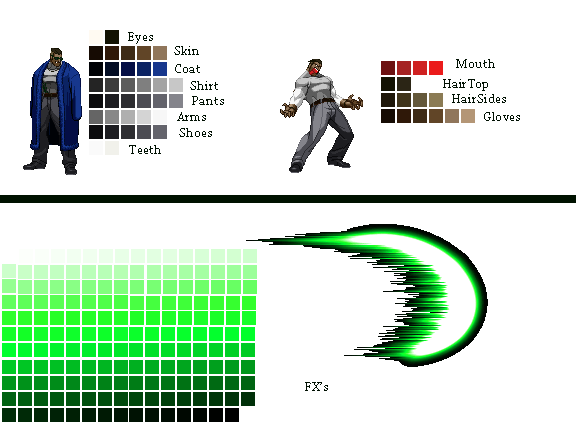 Eyes
Skin
Coat
Shirt
Pants
Arms
Shoes
Teeth
Mouth
HairTop
HairSides
Gloves
FX's